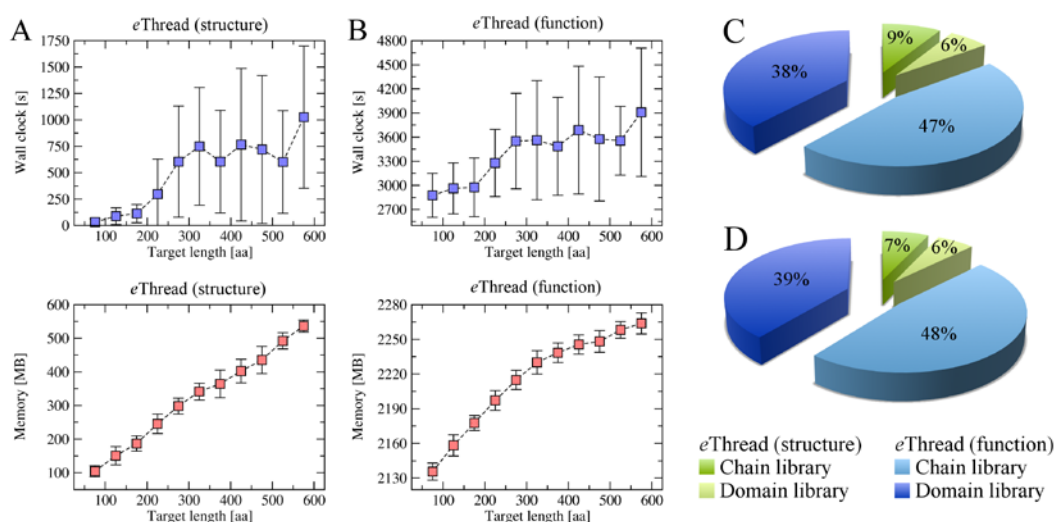 A
eThread (structure)
Wall clock [s]
1750
1500
1250
1000
750
500
250
0
100 200 300 400 500 600
Target length [aa]
B
eThread (function)
Wall clock [s]
4800
4500
4200
3900
3600
3300
3000
2700
100 200 300 400 500 600
Target length [aa]
eThread (structure)
Memory [MB]
600
500
400
300
200
100
100 200 300 400 500 600
Target length [aa]
eThread (function)
Memory [MB]
2280
2250
2220
2190
2160
2130
100 200 300 400 500 600
Target length [aa]
C
9%
6%
38%
47%
D
7%
6%
39%
48%
eThread (structure)
Chain library
Domain library
eThread (function)
Chain library
Domain library